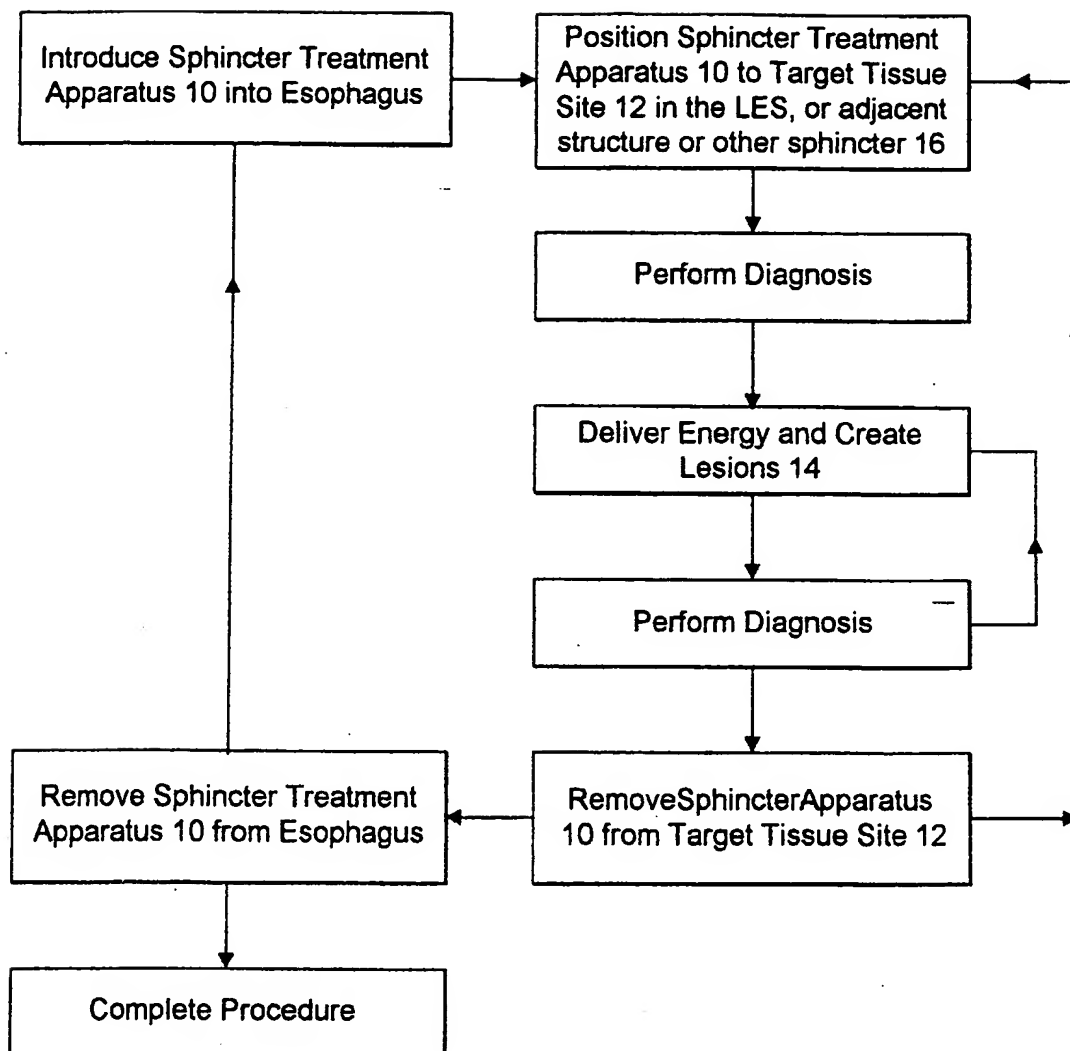 Introduce Sphincter Treatment
Apparatus 10 into Esophagus
Position Sphincter Treatment
Apparatus 10 to Target Tissue
Site 12 in the LES, or adjacent
structure or other sphincter 16
Perform Diagnosis
Deliver Energy and Create
Lesions 14
Perform Diagnosis
RemoveSphincterApparatus
10 from Target Tissue Site 12
Remove Sphincter Treatment
Apparatus 10 from Esophagus
Complete Procedure